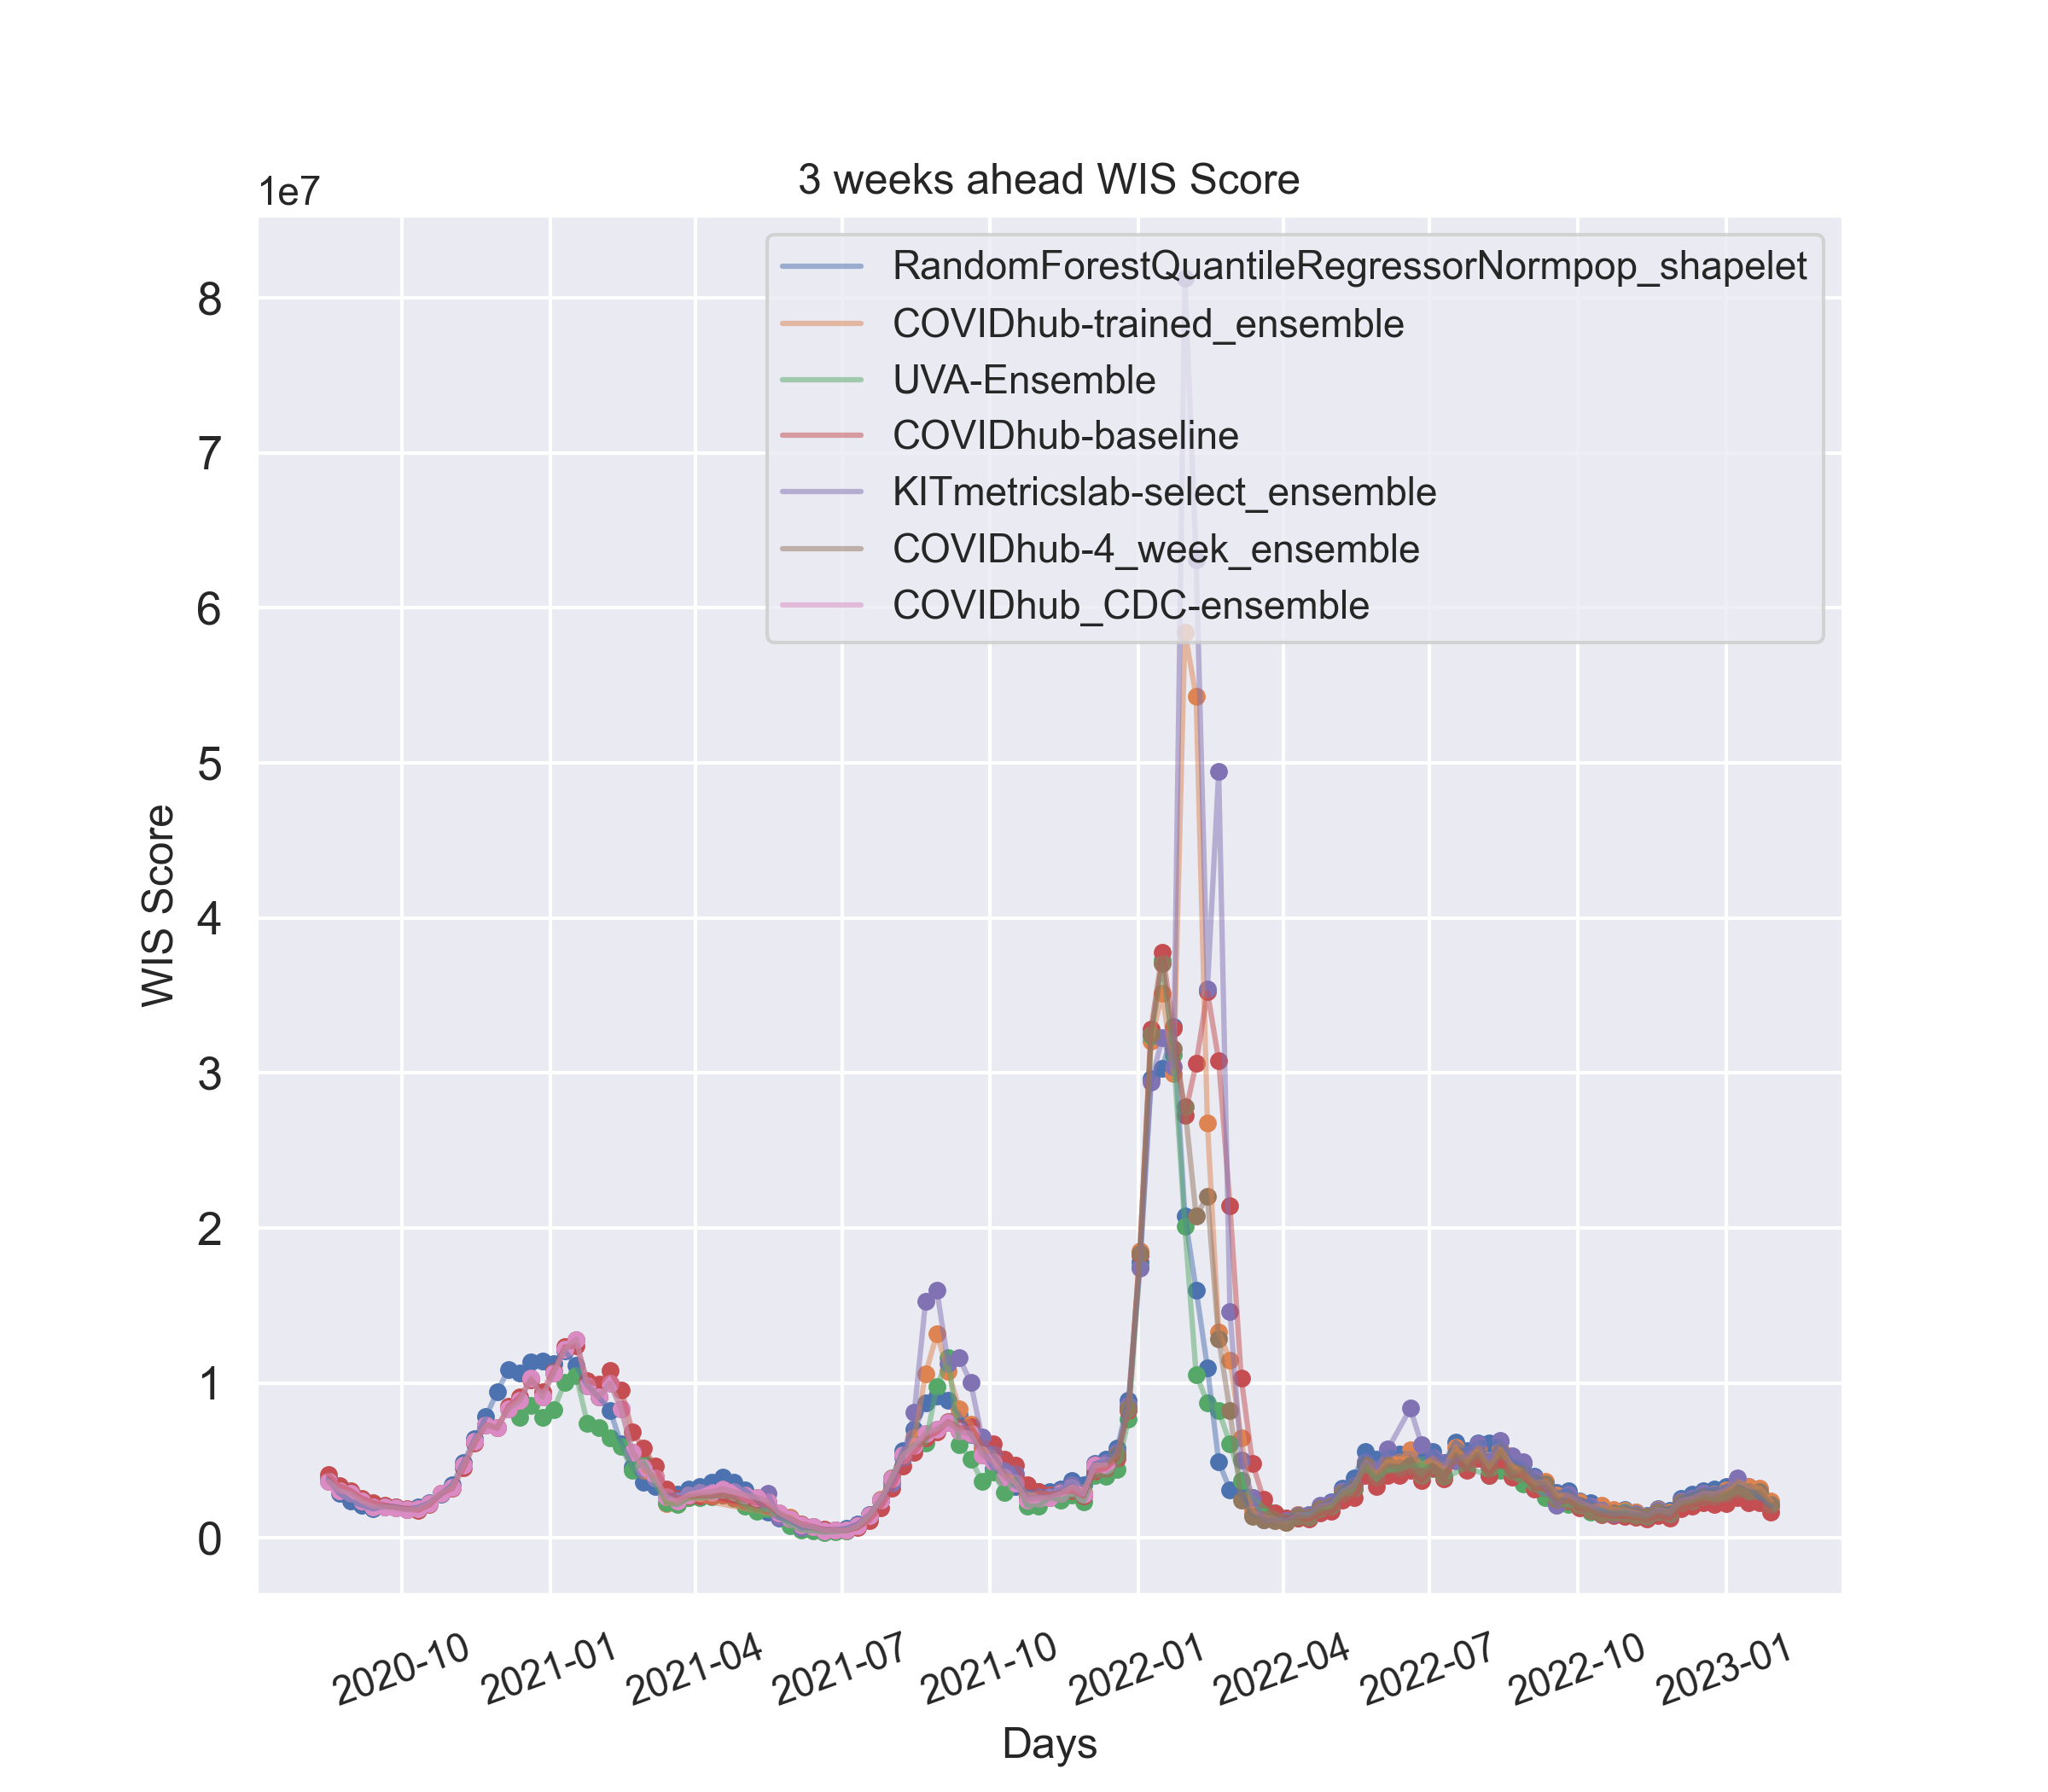 3 weeks ahead WIS Score
1e7
RandomForestQuantileRegressorNormpop_shapelet
COVIDhub-trained_ensemble
UVA-Ensemble
COVIDhub-baseline
KITmetricslab-select_ensemble
COVIDhub-4_week_ensemble
COVIDhub_CDC-ensemble
8
7
6
5
4
3
2
1
0
WIS Score
2020-10
2021-01
2021-04
2021-07
2021-10
2022-01
2022-04
2022-07
2022-10
2023-01
Days